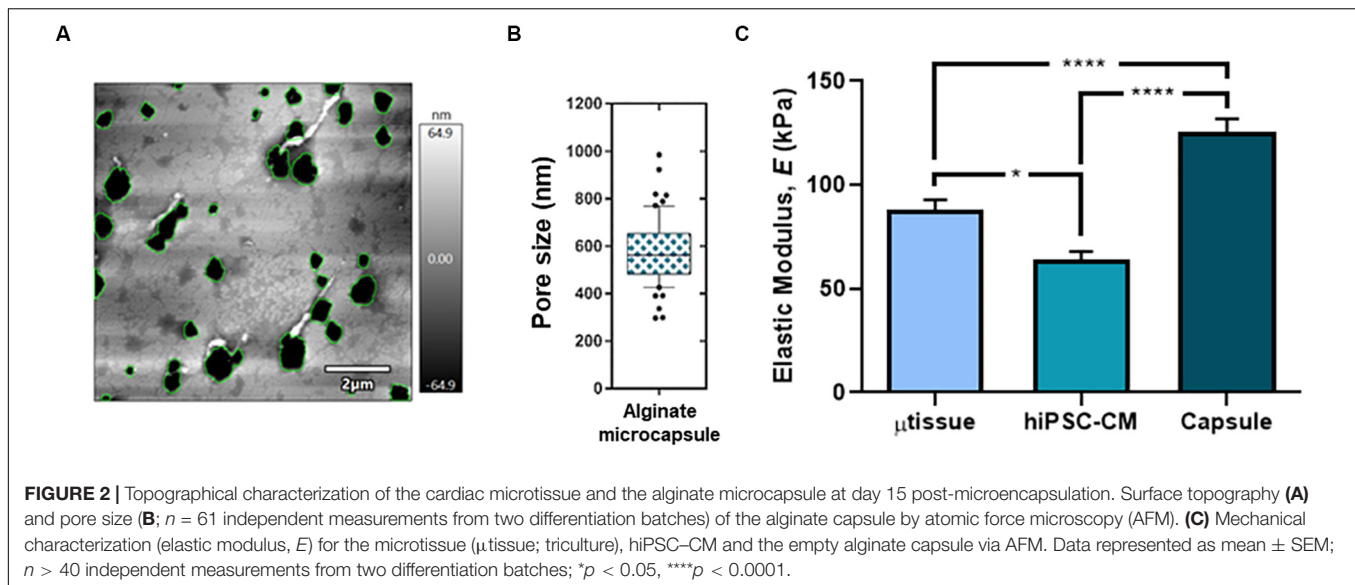 A
B
C
nm
64.9
0.00
-64.9
2µm
Pore size (nm)
1200
1000
800
600
400
200
0
Alginate
microcapsule
Elastic Modulus, E (kPa)
150
100
50
0
****
****
*
µtissue
hiPSC-CM
Capsule
FIGURE 2 | Topographical characterization of the cardiac microtissue and the alginate microcapsule at day 15 post-microencapsulation. Surface topography (A)
and pore size (B; n = 61 independent measurements from two differentiation batches) of the alginate capsule by atomic force microscopy (AFM). (C) Mechanical
characterization (elastic modulus, E) for the microtissue (µtissue; triculture), hiPSC–CM and the empty alginate capsule via AFM. Data represented as mean ± SEM;
n > 40 independent measurements from two differentiation batches; *p < 0.05, ****p < 0.0001.